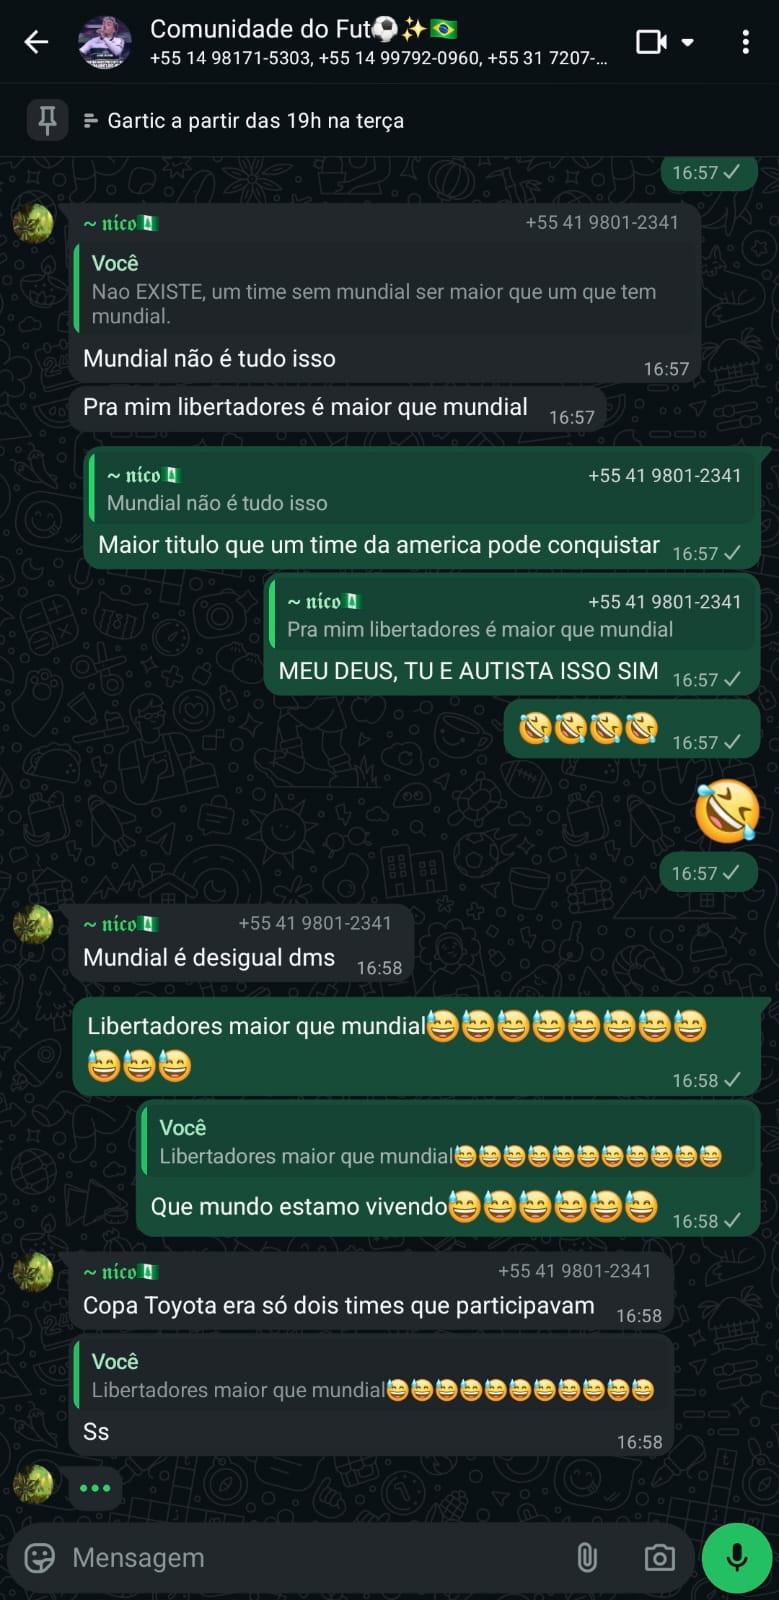 Comunidade do Fut⚽✨🇧🇷
+55 14 98171-5303, +55 14 99792-0960, +55 31 7207-...
Gartic a partir das 19h na terça
16:57
~ 𝖓í𝖈𝖔🇳🇬 +55 41 9801-2341
Você
Nao EXISTE, um time sem mundial ser maior que um que tem
mundial.
Mundial não é tudo isso 16:57
Pra mim libertadores é maior que mundial 16:57
~ 𝖓í𝖈𝖔🇳🇬 +55 41 9801-2341
Mundial não é tudo isso
Maior titulo que um time da america pode conquistar 16:57
~ 𝖓í𝖈𝖔🇳🇬 +55 41 9801-2341
Pra mim libertadores é maior que mundial
MEU DEUS, TU E AUTISTA ISSO SIM 16:57
🤣🤣🤣🤣 16:57
🤣
16:57
~ 𝖓í𝖈𝖔🇳🇬 +55 41 9801-2341
Mundial é desigual dms 16:58
Libertadores maior que mundial😅😅😅😅😅😅😅😅
😅😅😅 16:58
Você
Libertadores maior que mundial😅😅😅😅😅😅😅😅😅😅😅
Que mundo estamo vivendo😅😅😅😅😅😅 16:58
~ 𝖓í𝖈𝖔🇳🇬 +55 41 9801-2341
Copa Toyota era só dois times que participavam 16:58
Você
Libertadores maior que mundial😅😅😅😅😅😅😅😅😅😅😅
Ss 16:58
Mensagem